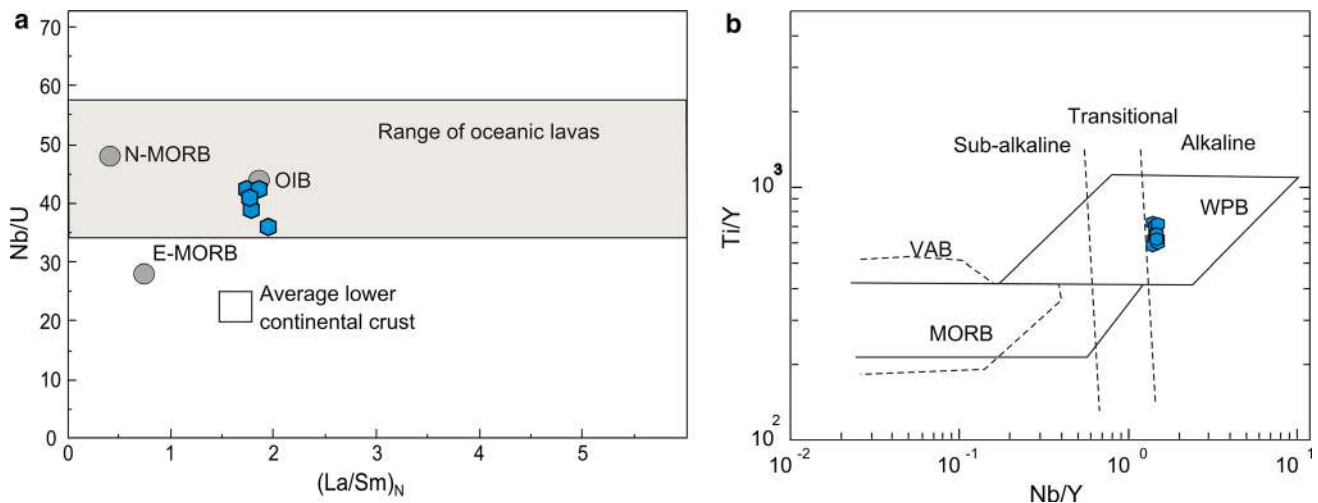 a
80
70
60
50
40
30
20
10
0
Nb/U
Range of oceanic lavas
N-MORB
OIB
E-MORB
Average lower
continental crust
0 1 2 3 4 5
(La/Sm)N
b
Transitional
Sub-alkaline
Alkaline
10³
Ti/Y
WPB
VAB
MORB
10²
10⁻² 10⁻¹ 10⁰ 10¹
Nb/Y